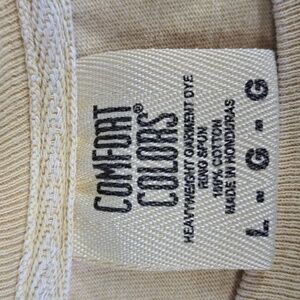 COMFORT
COLORS®
HEAVYWEIGHT GARMENT DYE
RING SPUN
100% COTTON
MADE IN HONDURAS
L - G - G